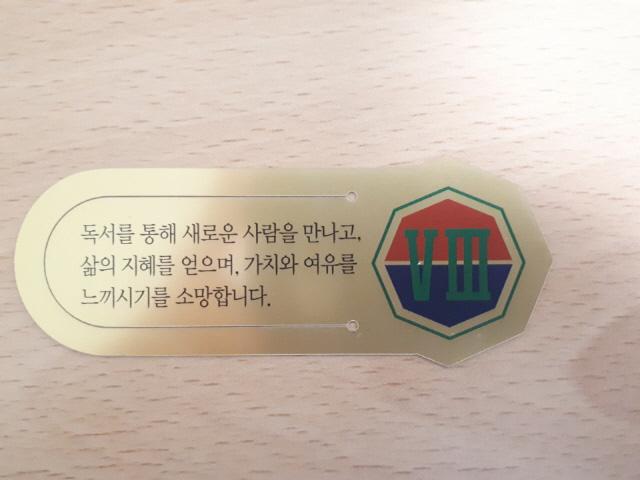 독서를 통해 새로운 사람을 만나고,
삶의 지혜를 얻으며, 가치와 여유를
느끼시기를 소망합니다.
VIII